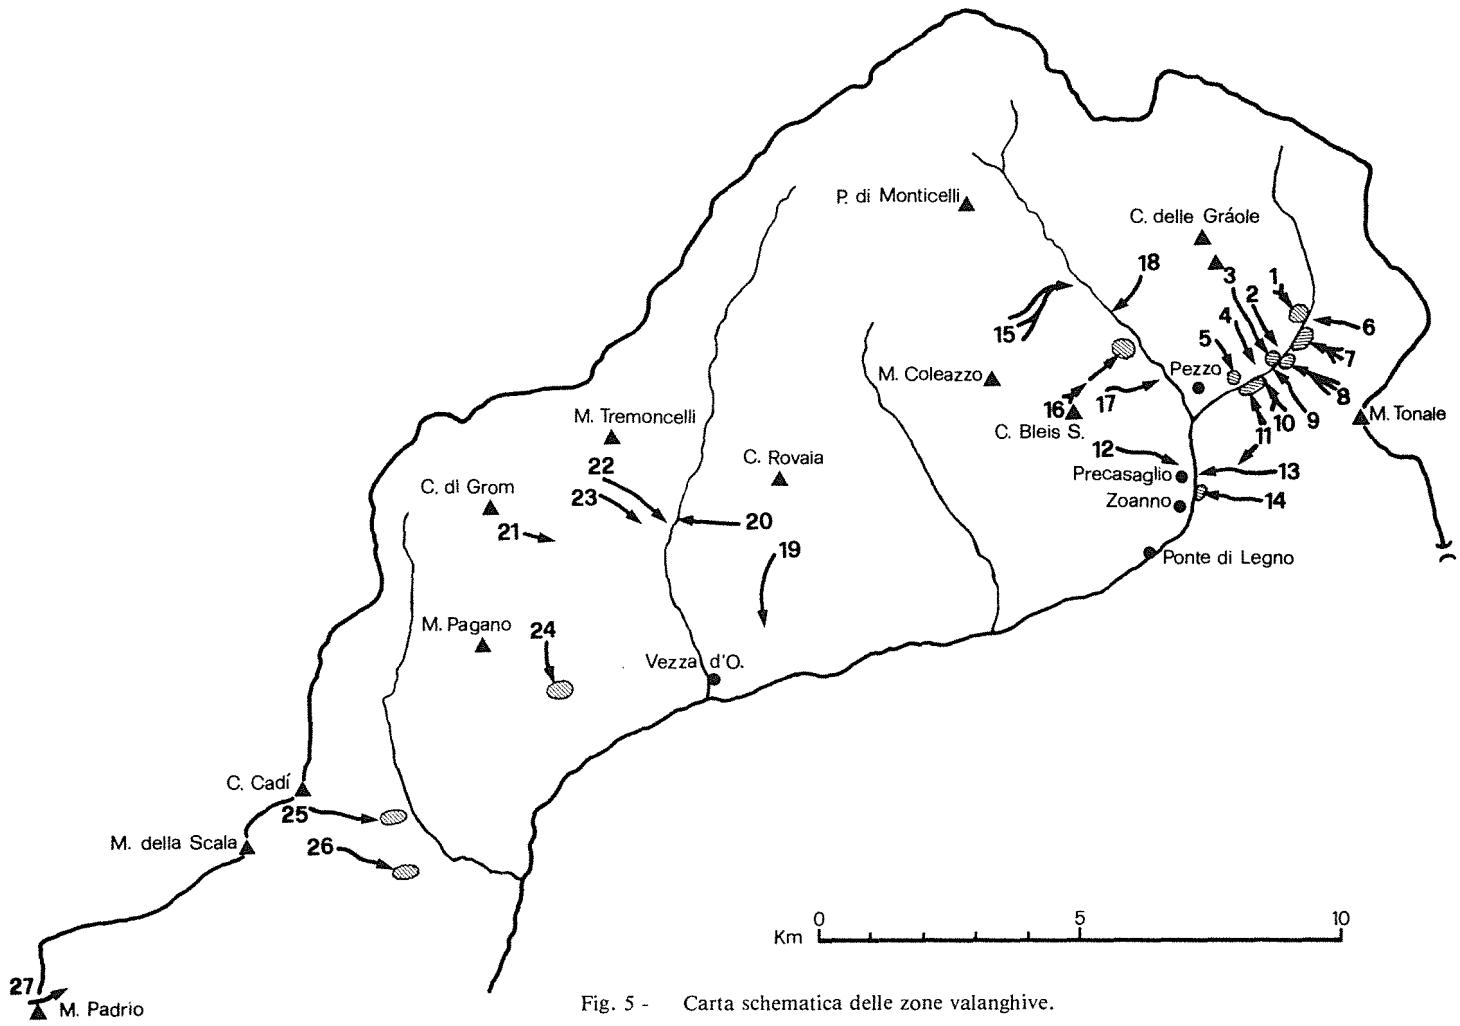 P. di Monticelli
C. delle Gráole
18
3
1
2
15
4
6
5
7
M. Coleazzo
Pezzo
16
17
8
M. Tonale
M. Tremoncelli
C. Bleis S.
11
10
9
12
22
C. Rovaia
Precasaglio
13
C. di Grom
23
Zoanno
14
21
20
19
Ponte di Legno
M. Pagano
24
Vezza d'O.
C. Cadí
25
M. della Scala
26
0
5
10
Km
27
M. Padrio
Fig. 5 - Carta schematica delle zone valanghive.